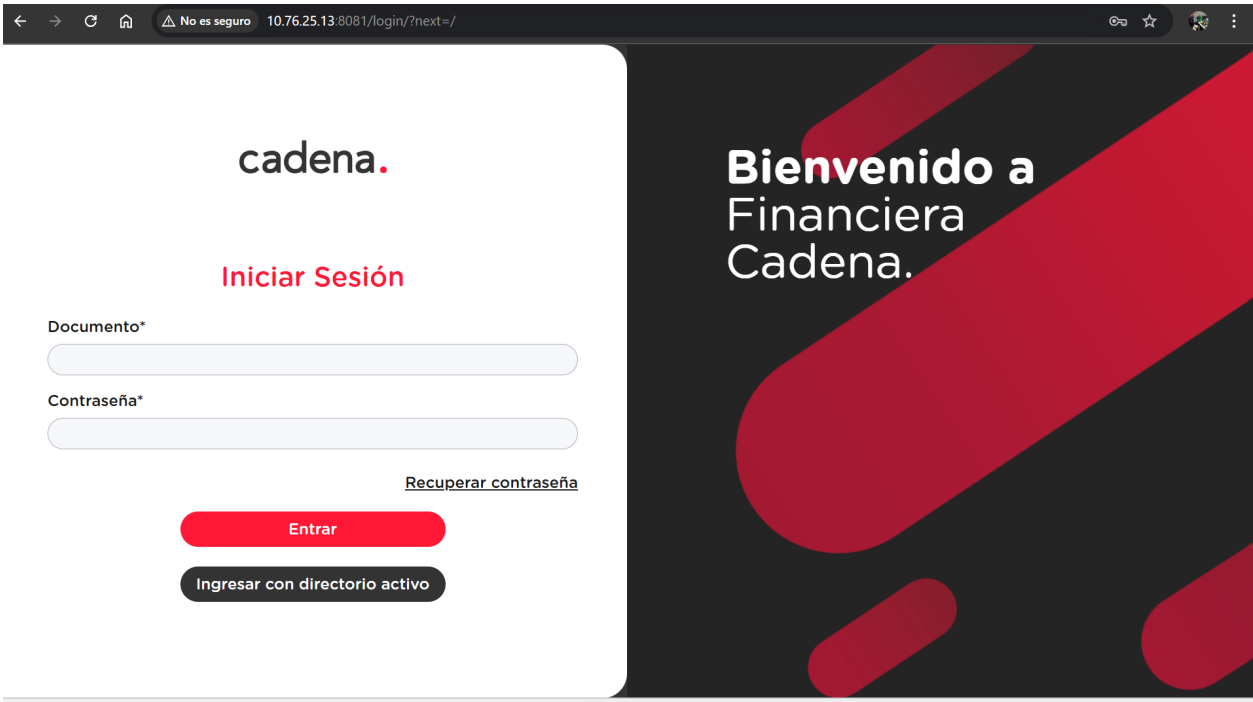 No es seguro 10.76.25.13:8081/login/?next=/
cadena.
Iniciar Sesión
Documento*
Contraseña*
Recuperar contraseña
Entrar
Ingresar con directorio activo
Bienvenido a
Financiera
Cadena.